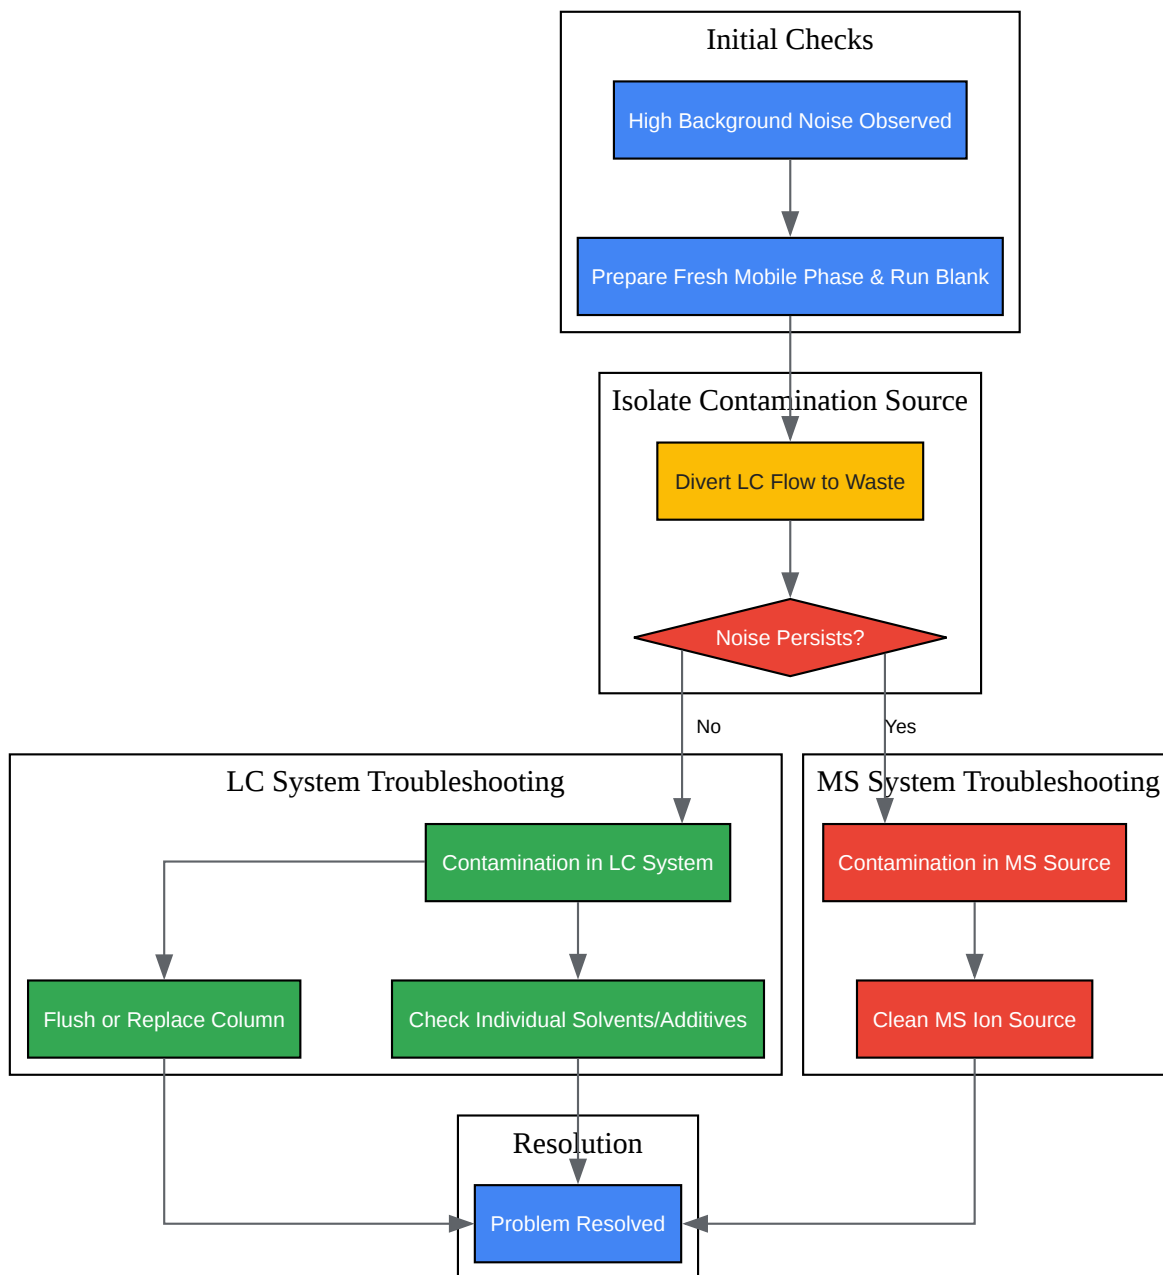 Initial Checks
High Background Noise Observed
Prepare Fresh Mobile Phase & Run Blank
Isolate Contamination Source
Divert LC Flow to Waste
Noise Persists?
No
Yes
LC System Troubleshooting
MS System Troubleshooting
Contamination in LC System
Contamination in MS Source
Flush or Replace Column
Check Individual Solvents/Additives
Clean MS Ion Source
Resolution
Problem Resolved